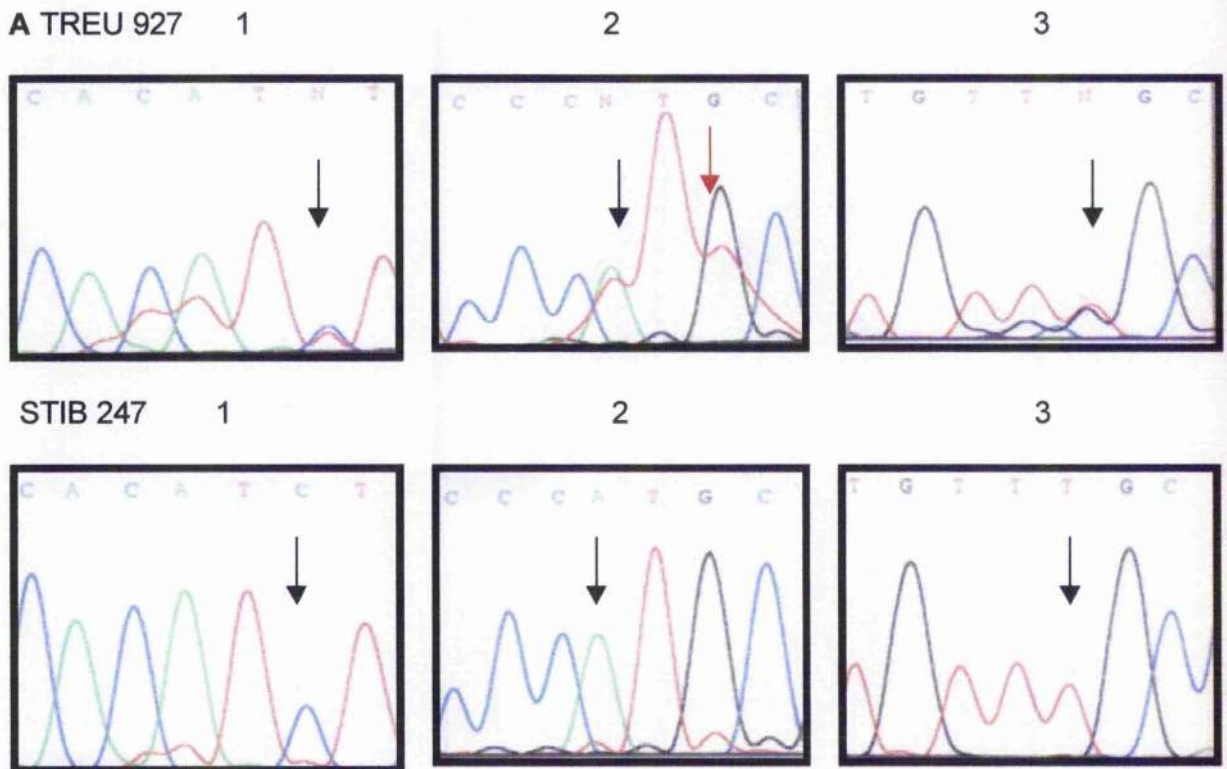 A TREU 927 1 2 3
C A C A T N T
C C C N T G C
T G T T N G C
STIB 247 1 2 3
C A C A T C T
C C C A T G C
T G T T T G C